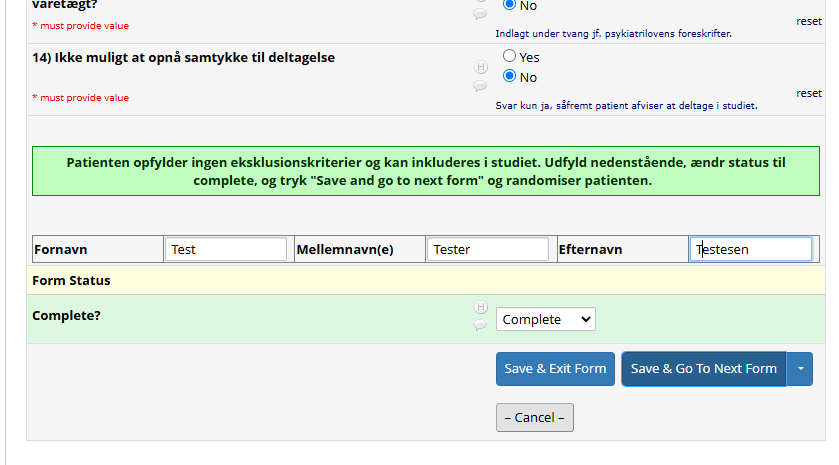 varetægt?
No
* must provide value
reset
Indlagt under tvang jf. psykiatrilovens foreskrifter.
14) Ikke muligt at opnå samtykke til deltagelse
H
Yes
No
* must provide value
reset
Svar kun ja, såfremt patient afviser at deltage i studiet.
Patienten opfylder ingen eksklusionskriterier og kan inkluderes i studiet. Udfyld nedenstående, ændr status til
complete, og tryk "Save and go to next form" og randomiser patienten.
Fornavn Test Mellemnavn(e) Tester Efternavn Testesen
Form Status
Complete?
H
Complete
Save & Exit Form
Save & Go To Next Form
– Cancel –